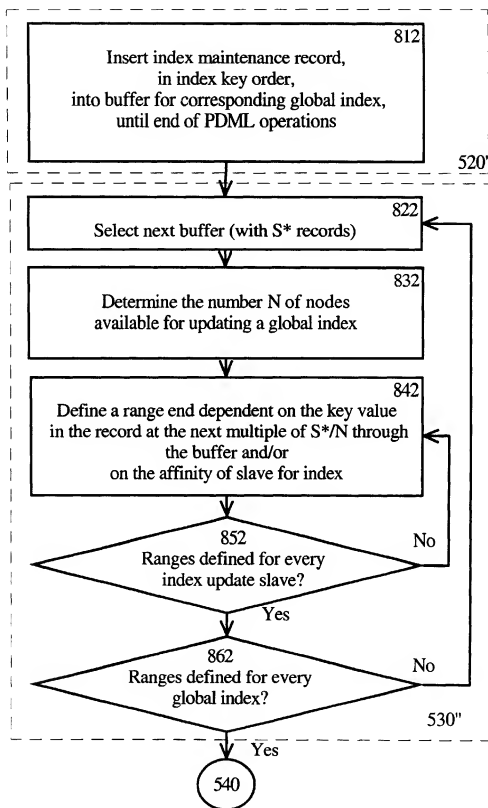 812
Insert index maintenance record,
in index key order,
into buffer for corresponding global index,
until end of PDML operations
520"
822
Select next buffer (with S* records)
832
Determine the number N of nodes
available for updating a global index
842
Define a range end dependent on the key value
in the record at the next multiple of S*/N through
the buffer and/or
on the affinity of slave for index
852
Ranges defined for every
index update slave?
No
Yes
862
Ranges defined for every
global index?
No
530"
Yes
540